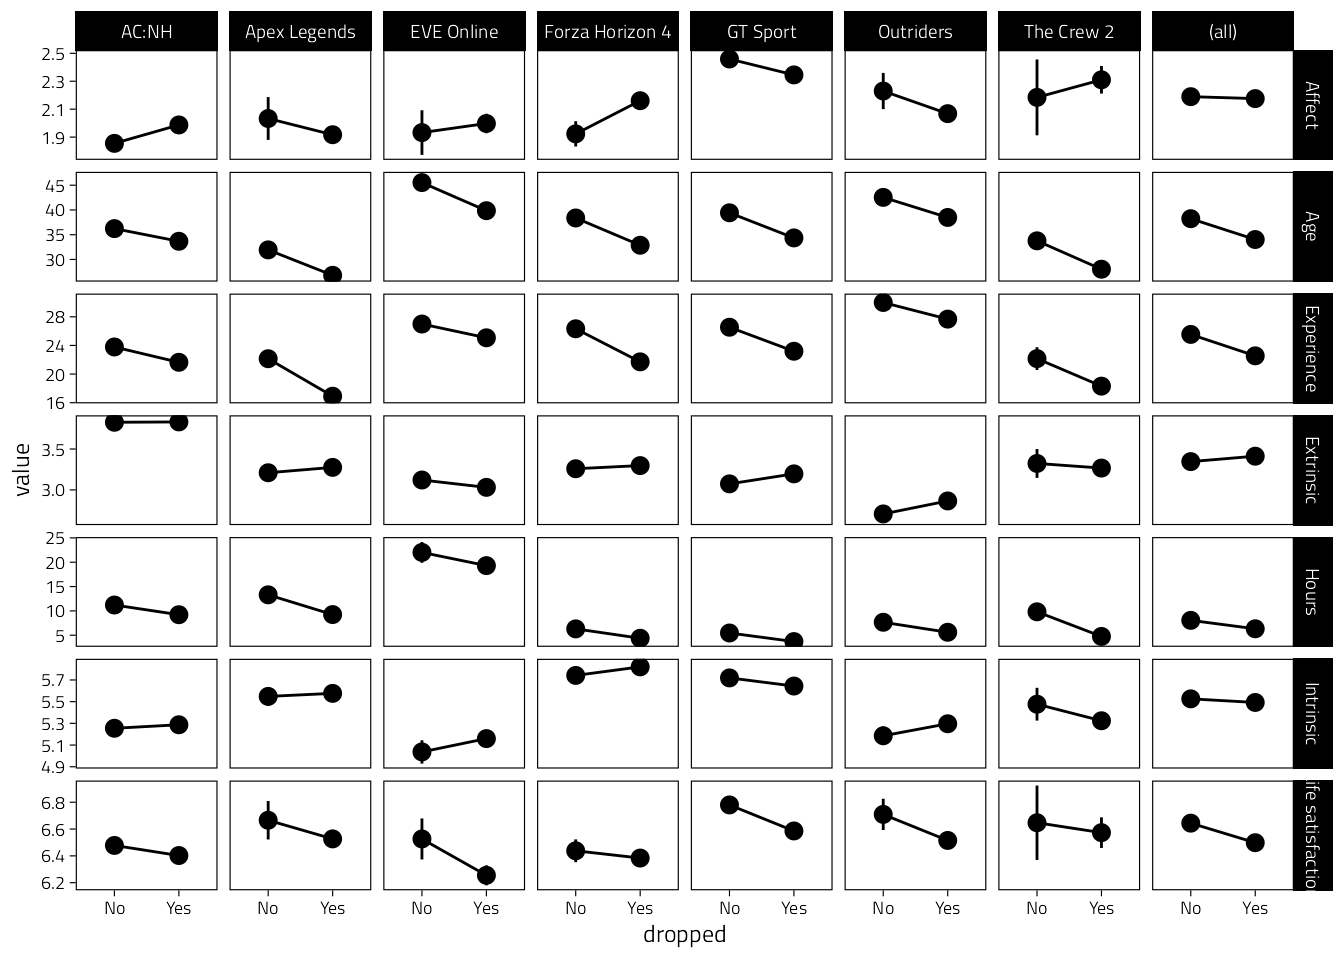 AC:NH Apex Legends EVE Online Forza Horizon 4 GT Sport Outriders The Crew 2 (all)
2.5
2.3
2.1
1.9
Affect
45
40
35
30
Age
28
24
20
16
Experience
3.5
3.0
Extrinsic
25
20
15
10
5
Hours
5.7
5.5
5.3
5.1
4.9
Intrinsic
6.8
6.6
6.4
6.2
ife satisfactio
value
No Yes No Yes No Yes No Yes No Yes No Yes No Yes No Yes
dropped